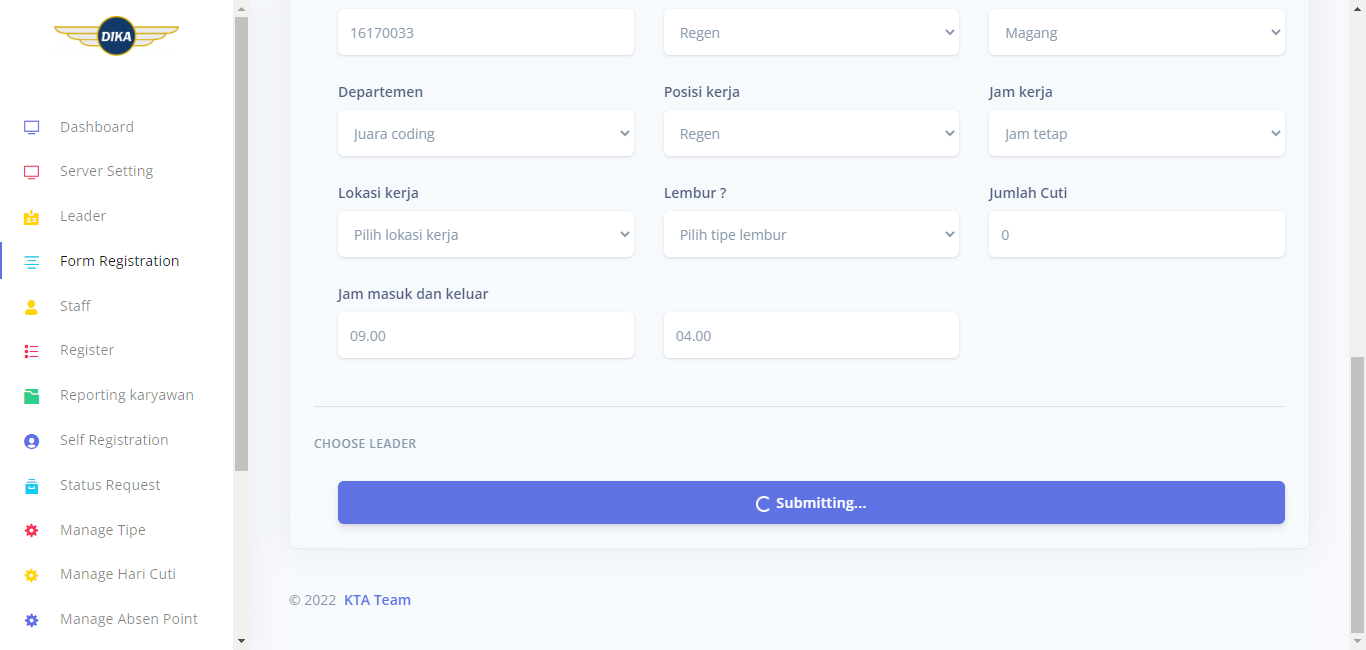 DIKA
Dashboard
Server Setting
Leader
Form Registration
Staff
Register
Reporting karyawan
Self Registration
Status Request
Manage Tipe
Manage Hari Cuti
Manage Absen Point
16170033 Regen Magang
Departemen Posisi kerja Jam kerja
Juara coding Regen Jam tetap
Lokasi kerja Lembur ? Jumlah Cuti
Pilih lokasi kerja Pilih tipe lembur 0
Jam masuk dan keluar
09.00 04.00
CHOOSE LEADER
Submitting...
© 2022 KTA Team